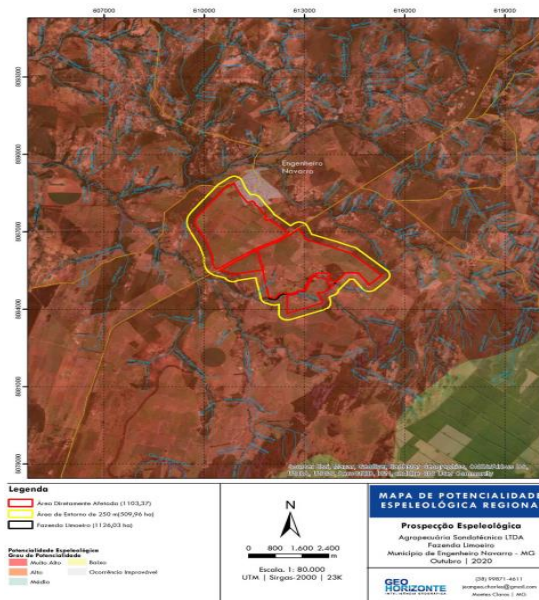 607000 610000 613000 616000 619000
Engenheiro
Navarro
Legenda
Área Diretamente Afetada (1103,37)
Área de Entorno de 250 m(509,96 ha)
Fazenda Limoeiro (1126,03 ha)
Potencialidade Espeleológica
Grau de Potencialidade
Muito Alto
Alto
Médio
Baixo
Ocorrência Improvável
N
0 800 1.600 2.400
m
Escala, 1: 80.000
UTM | Sirgas-2000 | 23K
MAPA DE POTENCIALIDADE
ESPELEOLÓGICA REGIONAL
Prospecção Espeleológica
Agropecuária Sandotécnica LTDA
Fazenda Limoeiro
Município de Engenheiro Navarro - MG
Outubro | 2020
GEO
HORIZONTE
(38) 99871-4611
Montes Claros | MG